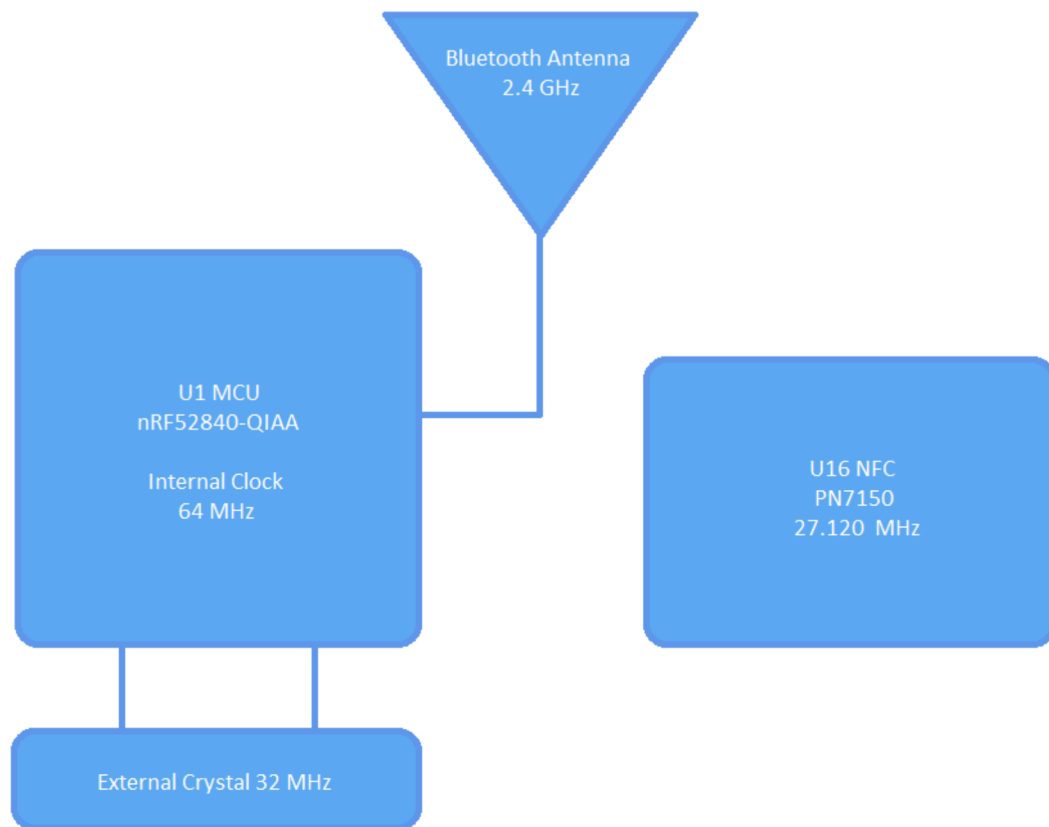 Bluetooth Antenna
2.4 GHz
U1 MCU
nRF52840-QIAA
Internal Clock
64 MHz
U16 NFC
PN7150
27.120 MHz
External Crystal 32 MHz